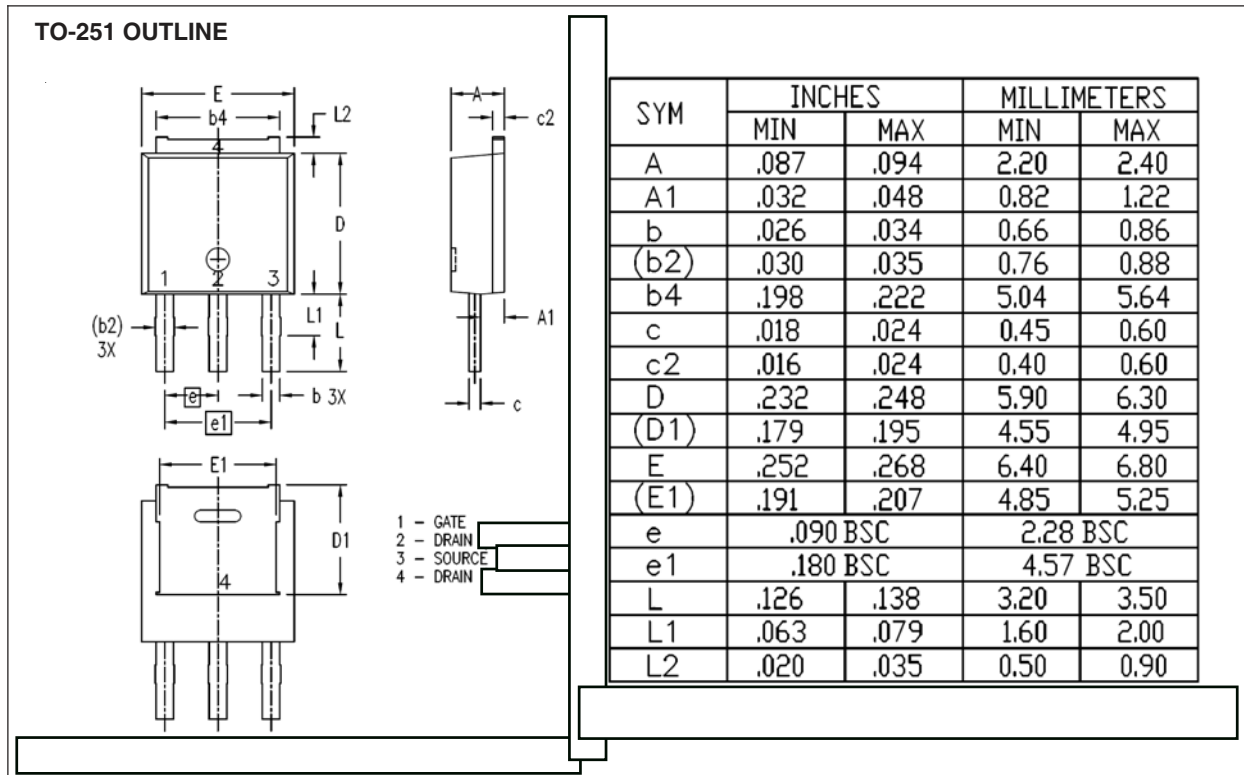 TO-251 OUTLINE
E
b4
L2
4
D
1 2 3
L1
L
(b2)
3X
e
b 3X
e1
A
c2
A1
c
E1
D1
4
1 - GATE
2 - DRAIN
3 - SOURCE
4 - DRAIN
SYM INCHES MILLIMETERS
MIN MAX MIN MAX
A .087 .094 2.20 2.40
A1 .032 .048 0.82 1.22
b .026 .034 0.66 0.86
(b2) .030 .035 0.76 0.88
b4 .198 .222 5.04 5.64
c .018 .024 0.45 0.60
c2 .016 .024 0.40 0.60
D .232 .248 5.90 6.30
(D1) .179 .195 4.55 4.95
E .252 .268 6.40 6.80
(E1) .191 .207 4.85 5.25
e .090 BSC 2.28 BSC
e1 .180 BSC 4.57 BSC
L .126 .138 3.20 3.50
L1 .063 .079 1.60 2.00
L2 .020 .035 0.50 0.90